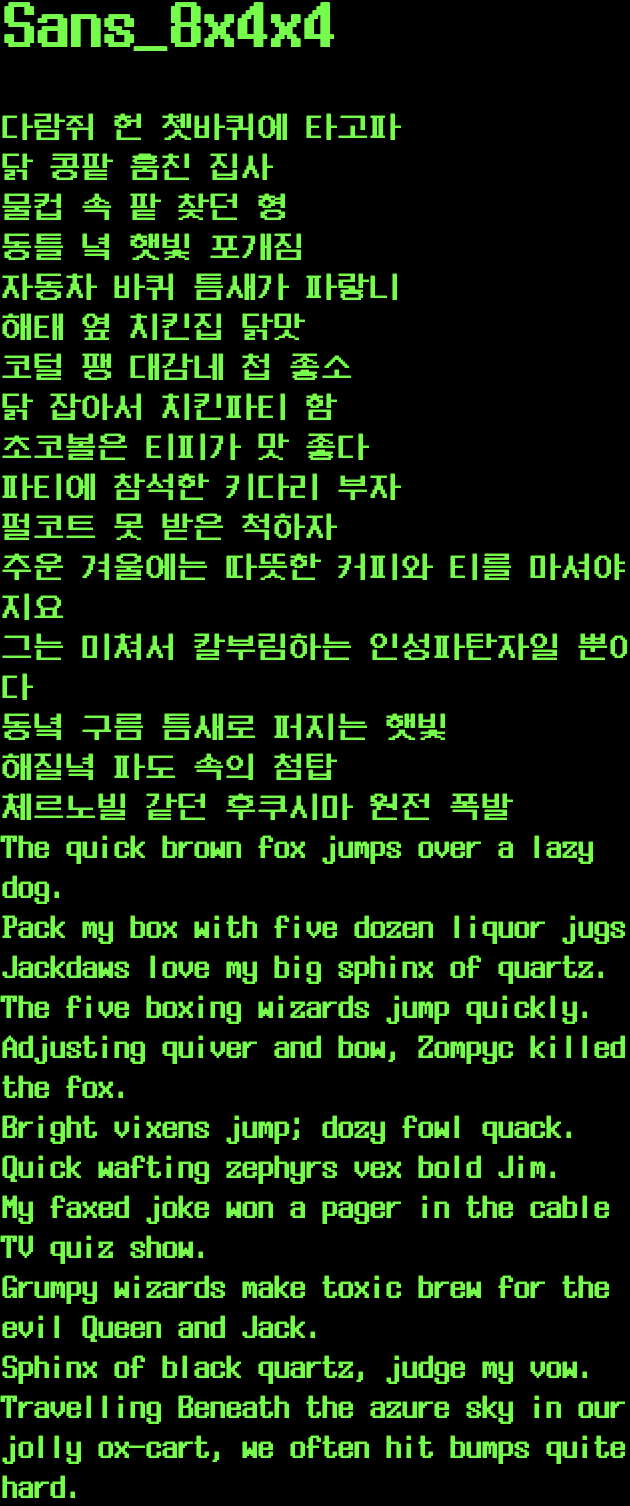 Sans_8x4x4
다람쥐 헌 쳇바퀴에 타고파
닭 콩팥 훔친 집사
물컵 속 팥 찾던 형
동틀 녘 햇빛 포개짐
자동차 바퀴 틈새가 파랗니
해태 옆 치킨집 닭맛
코털 팽 대감네 첩 좋소
닭 잡아서 치킨파티 함
초코볼은 티피가 맛 좋다
파티에 참석한 키다리 부자
펄코트 못 받은 척하자
추운 겨울에는 따뜻한 커피와 티를 마셔야
지요
그는 미쳐서 칼부림하는 인성파탄자일 뿐이
다
동녘 구름 틈새로 퍼지는 햇빛
해질녘 파도 속의 첨탑
체르노빌 같던 후쿠시마 원전 폭발
The quick brown fox jumps over a lazy
dog.
Pack my box with five dozen liquor jugs
Jackdaws love my big sphinx of quartz.
The five boxing wizards jump quickly.
Adjusting quiver and bow, Zompyc killed
the fox.
Bright vixens jump; dozy fowl quack.
Quick wafting zephyrs vex bold Jim.
My faxed joke won a pager in the cable
TV quiz show.
Grumpy wizards make toxic brew for the
evil Queen and Jack.
Sphinx of black quartz, judge my vow.
Travelling Beneath the azure sky in our
jolly ox-cart, we often hit bumps quite
hard.